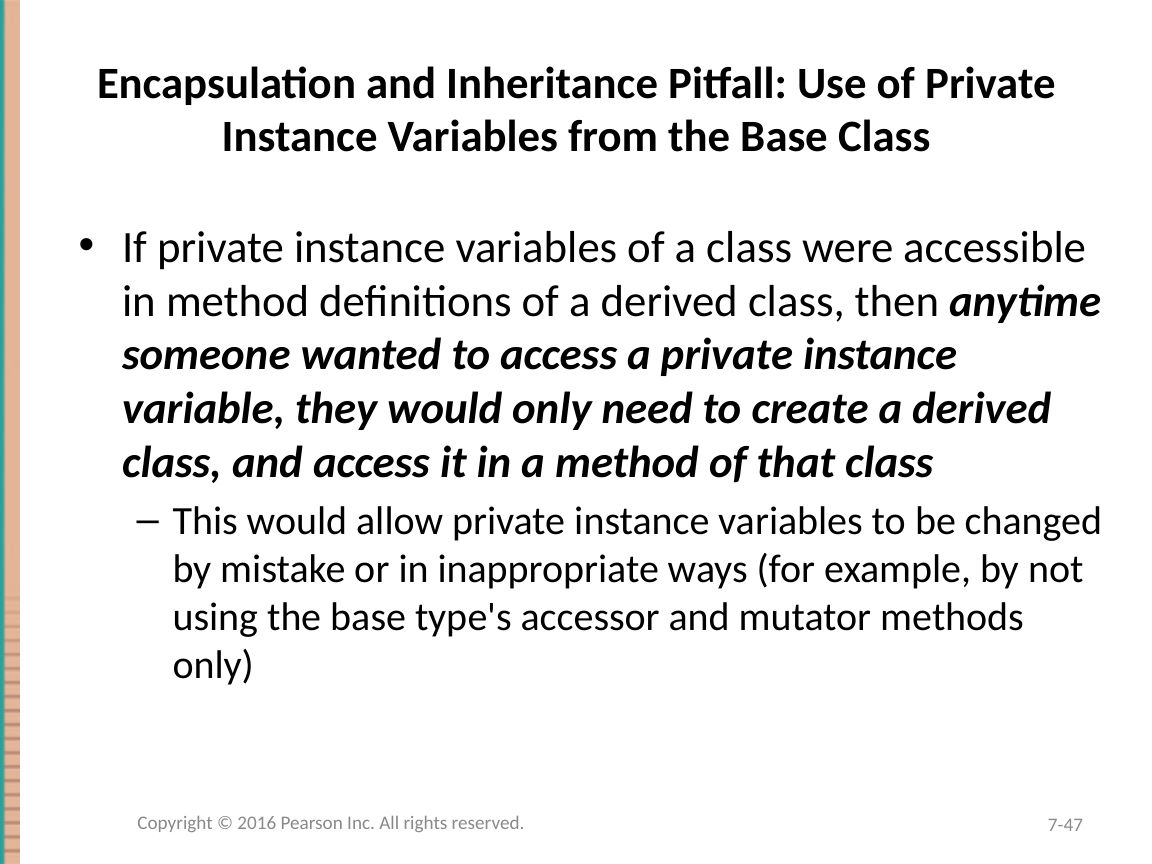 Encapsulation and Inheritance Pitfall: Use of Private
Instance Variables from the Base Class
• If private instance variables of a class were accessible
in method definitions of a derived class, then anytime
someone wanted to access a private instance
variable, they would only need to create a derived
class, and access it in a method of that class
– This would allow private instance variables to be changed
by mistake or in inappropriate ways (for example, by not
using the base type's accessor and mutator methods
only)
Copyright © 2016 Pearson Inc. All rights reserved.
7-47